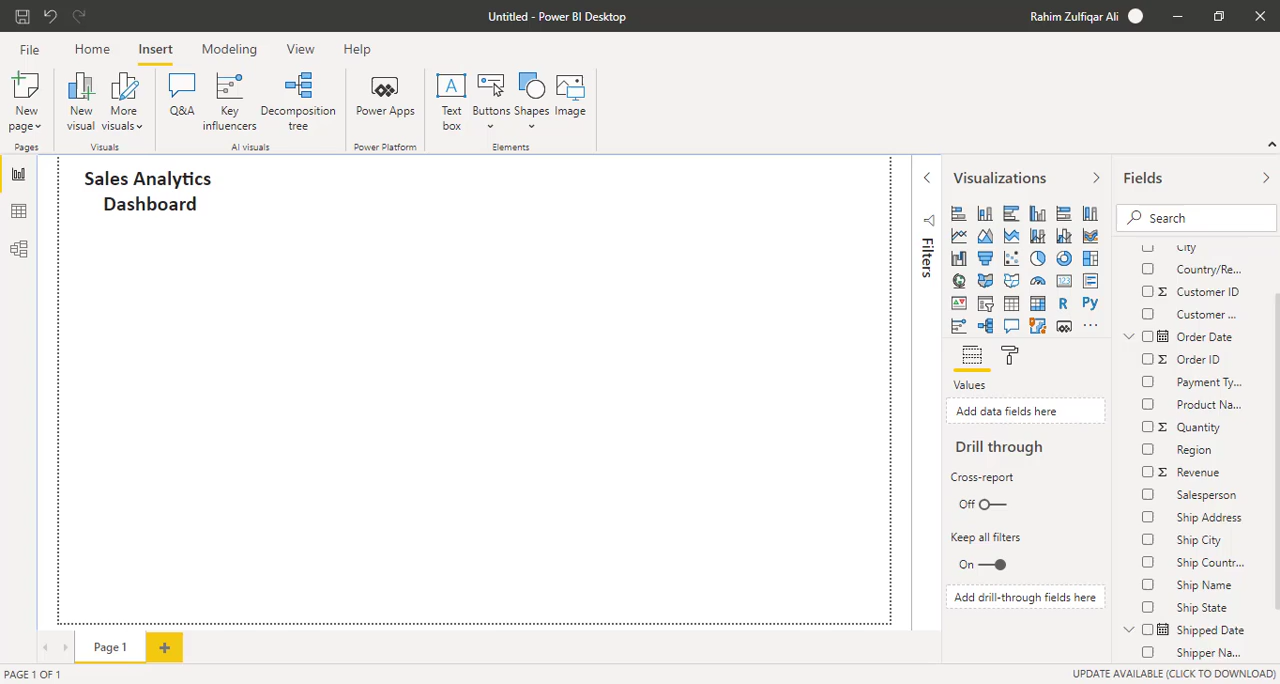 Untitled - Power BI Desktop
Rahim Zulfiqar Ali
File Home Insert Modeling View Help
New page
New visual
More visuals
Q&A
Key influencers
Decomposition tree
Power Apps
Text box
Buttons
Shapes
Image
Pages
Visuals
AI visuals
Power Platform
Elements
Sales Analytics
Dashboard
Filters
Visualizations
123
R
Py
Values
Add data fields here
Drill through
Cross-report
Off
Keep all filters
On
Add drill-through fields here
Fields
Search
City
Country/Re...
Σ Customer ID
Customer ...
Order Date
Σ Order ID
Payment Ty...
Product Na...
Σ Quantity
Region
Σ Revenue
Salesperson
Ship Address
Ship City
Ship Countr...
Ship Name
Ship State
Shipped Date
Shipper Na...
Page 1
PAGE 1 OF 1
UPDATE AVAILABLE (CLICK TO DOWNLOAD)